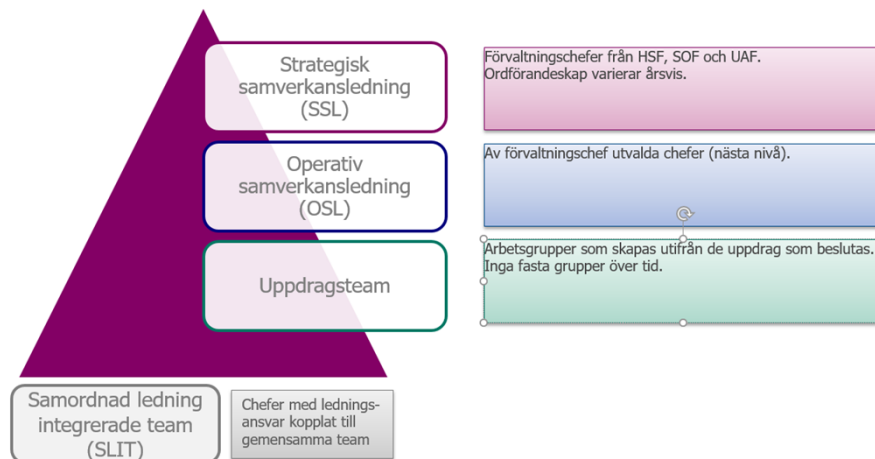 Strategisk
samverkansledning
(SSL)
Förvaltningschefer från HSF, SOF och UAF.
Ordförandeskap varierar årsvis.
Operativ
samverkansledning
(OSL)
Av förvaltningschef utvalda chefer (nästa nivå).
Uppdragsteam
Arbetsgrupper som skapas utifrån de uppdrag som beslutas.
Inga fasta grupper över tid.
Samordnad ledning
integrerade team
(SLIT)
Chefer med lednings-
ansvar kopplat till
gemensamma team